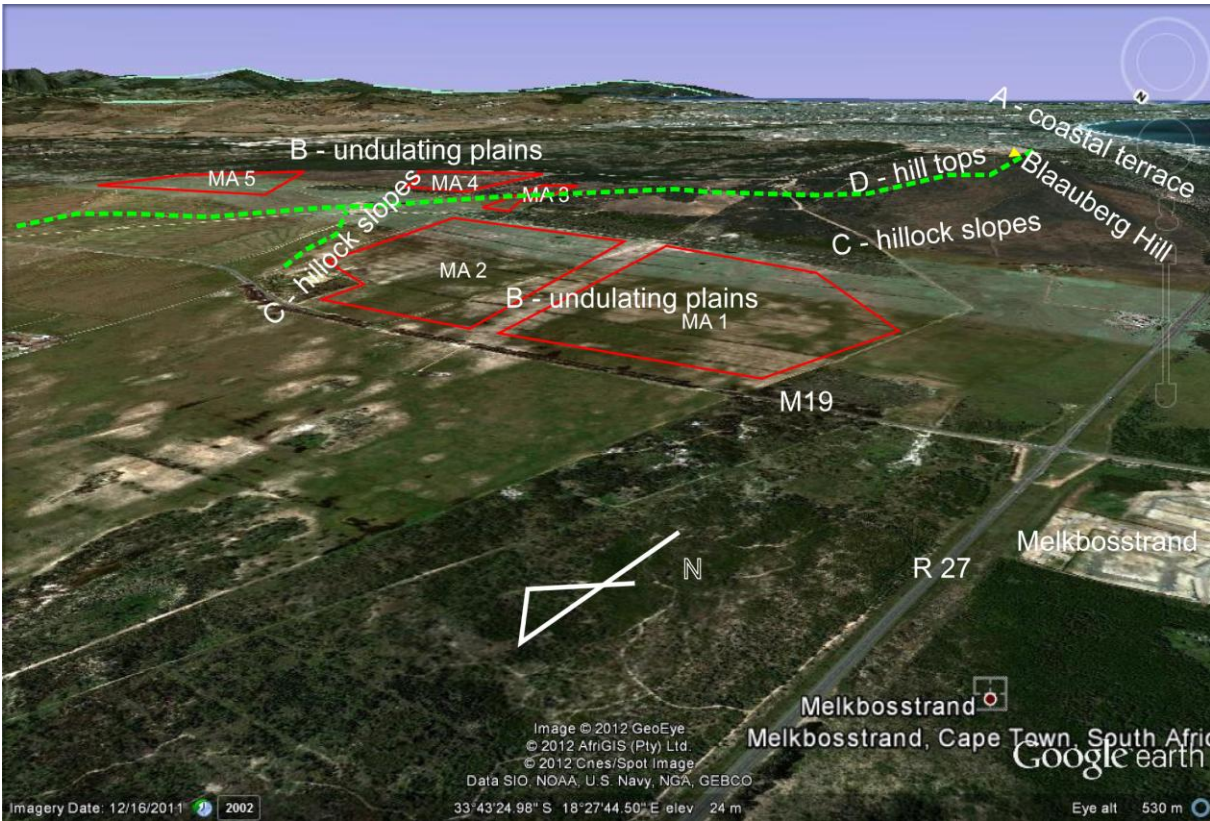 N
A - coastal terrace
B - undulating plains
MA 5
MA 4
MA 3
D - hill tops
Blaauberg Hill
C - hillock slopes
C - hillock slopes
MA 2
B - undulating plains
MA 1
M19
Melkbosstrand
R 27
N
Melkbosstrand
Melkbosstrand, Cape Town, South Afric
Image © 2012 GeoEye
© 2012 AfriGIS (Pty) Ltd.
© 2012 Cnes/Spot Image
Data SIO, NOAA, U.S. Navy, NGA, GEBCO
Google earth
Imagery Date: 12/16/2011 2002 33°43'24.98" S 18°27'44.50" E elev 24 m Eye alt 530 m